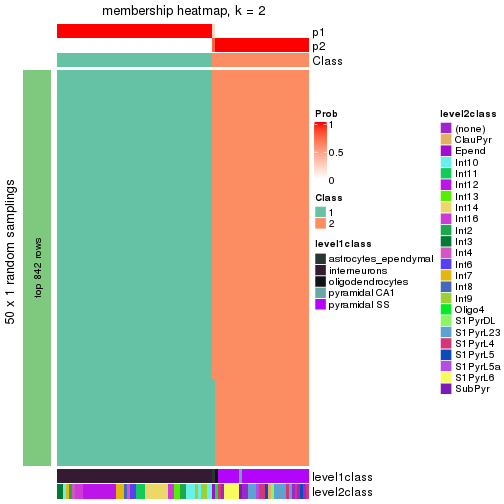 membership heatmap, k = 2
p1
p2
Class
50 x 1 random samplings
top 842 rows
level1class
level2class
Prob
1
0.5
0
Class
1
2
level1class
astrocytes_ependymal
interneurons
oligodendrocytes
pyramidal CA1
pyramidal SS
level2class
(none)
ClauPyr
Epend
Int10
Int11
Int12
Int13
Int14
Int16
Int2
Int3
Int4
Int6
Int7
Int8
Int9
Oligo4
S1PyrDL
S1PyrL23
S1PyrL4
S1PyrL5
S1PyrL5a
S1PyrL6
SubPyr